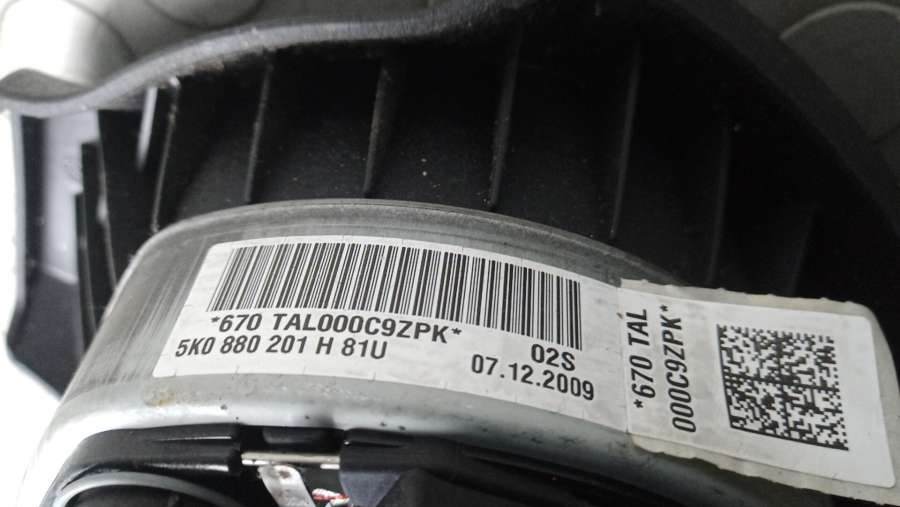 *670 TAL000C9ZPK*
5K0 880 201 H 81U
02S
07.12.2009
*670 TAL
000C9ZPK*